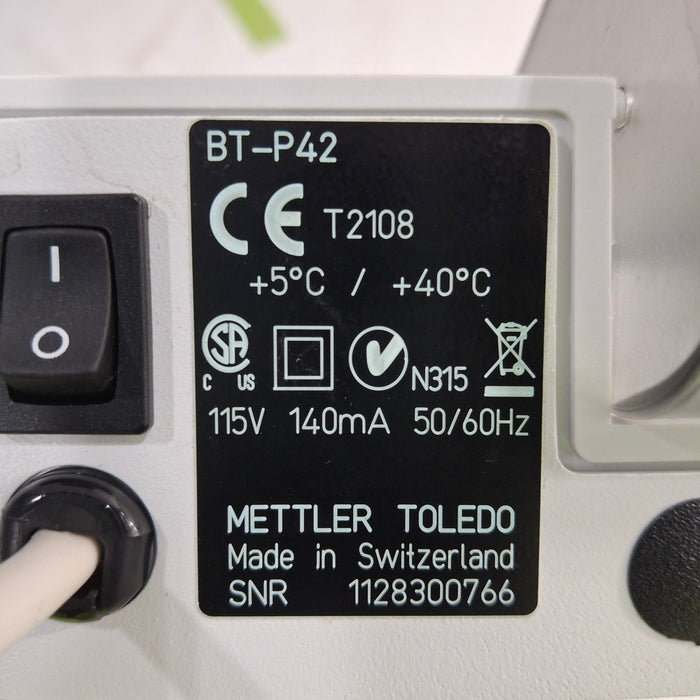 BT-P42
CE T2108
+5°C / +40°C
CSA
C US
N315
115V 140mA 50/60Hz
METTLER TOLEDO
Made in Switzerland
SNR 1128300766
I
O